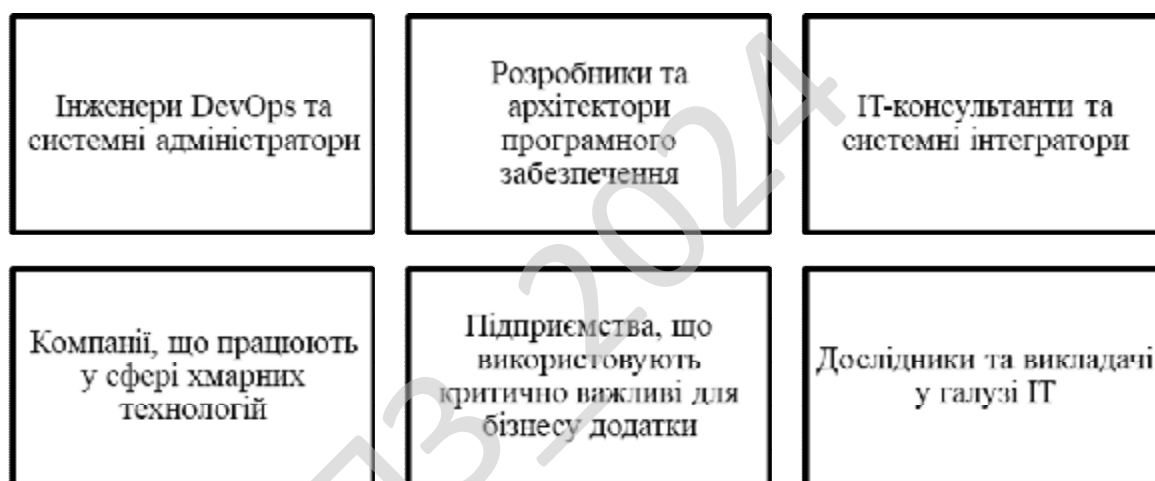 Інженери DevOps та
системні адміністратори
Розробники та
архітектори
програмного
забезпечення
ІТ-консультанти та
системні інтегратори
Компанії, що працюють
у сфері хмарних
технологій
Підприємства, що
використовують
критично важливі для
бізнесу додатки
Дослідники та викладачі
у галузі ІТ
ПЗ_2024